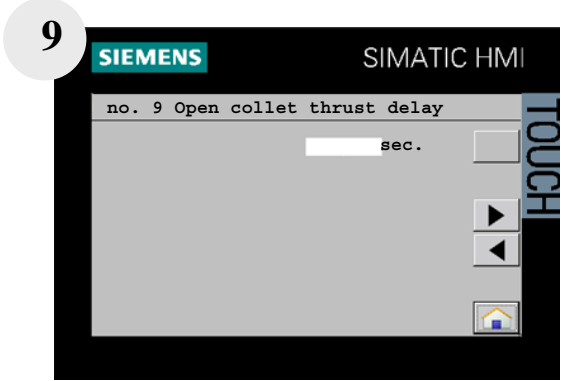 9
SIEMENS
SIMATIC HMI
TOUCH
no. 9 Open collet thrust delay
sec.